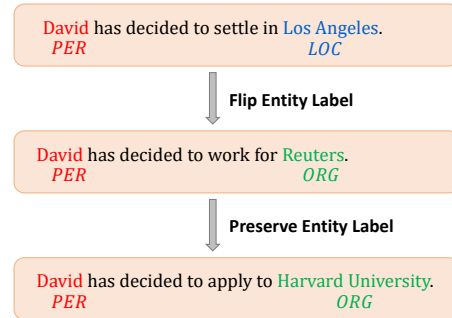 David has decided to settle in Los Angeles.
PER LOC
Flip Entity Label
David has decided to work for Reuters.
PER ORG
Preserve Entity Label
David has decided to apply to Harvard University.
PER ORG